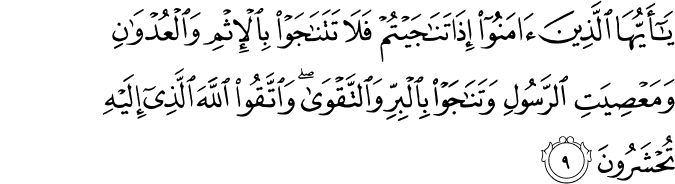 يَـٰٓأَيُّهَا ٱلَّذِينَ ءَامَنُوٓا۟ إِذَا تَنَـٰجَيْتُمْ فَلَا تَتَنَـٰجَوْا۟ بِٱلْإِثْمِ وَٱلْعُدْوَٰنِ
وَمَعْصِيَتِ ٱلرَّسُولِ وَتَنَـٰجَوْا۟ بِٱلْبِرِّ وَٱلتَّقْوَىٰ ۖ وَٱتَّقُوا۟ ٱللَّهَ ٱلَّذِىٓ إِلَيْهِ
تُحْشَرُونَ ٩